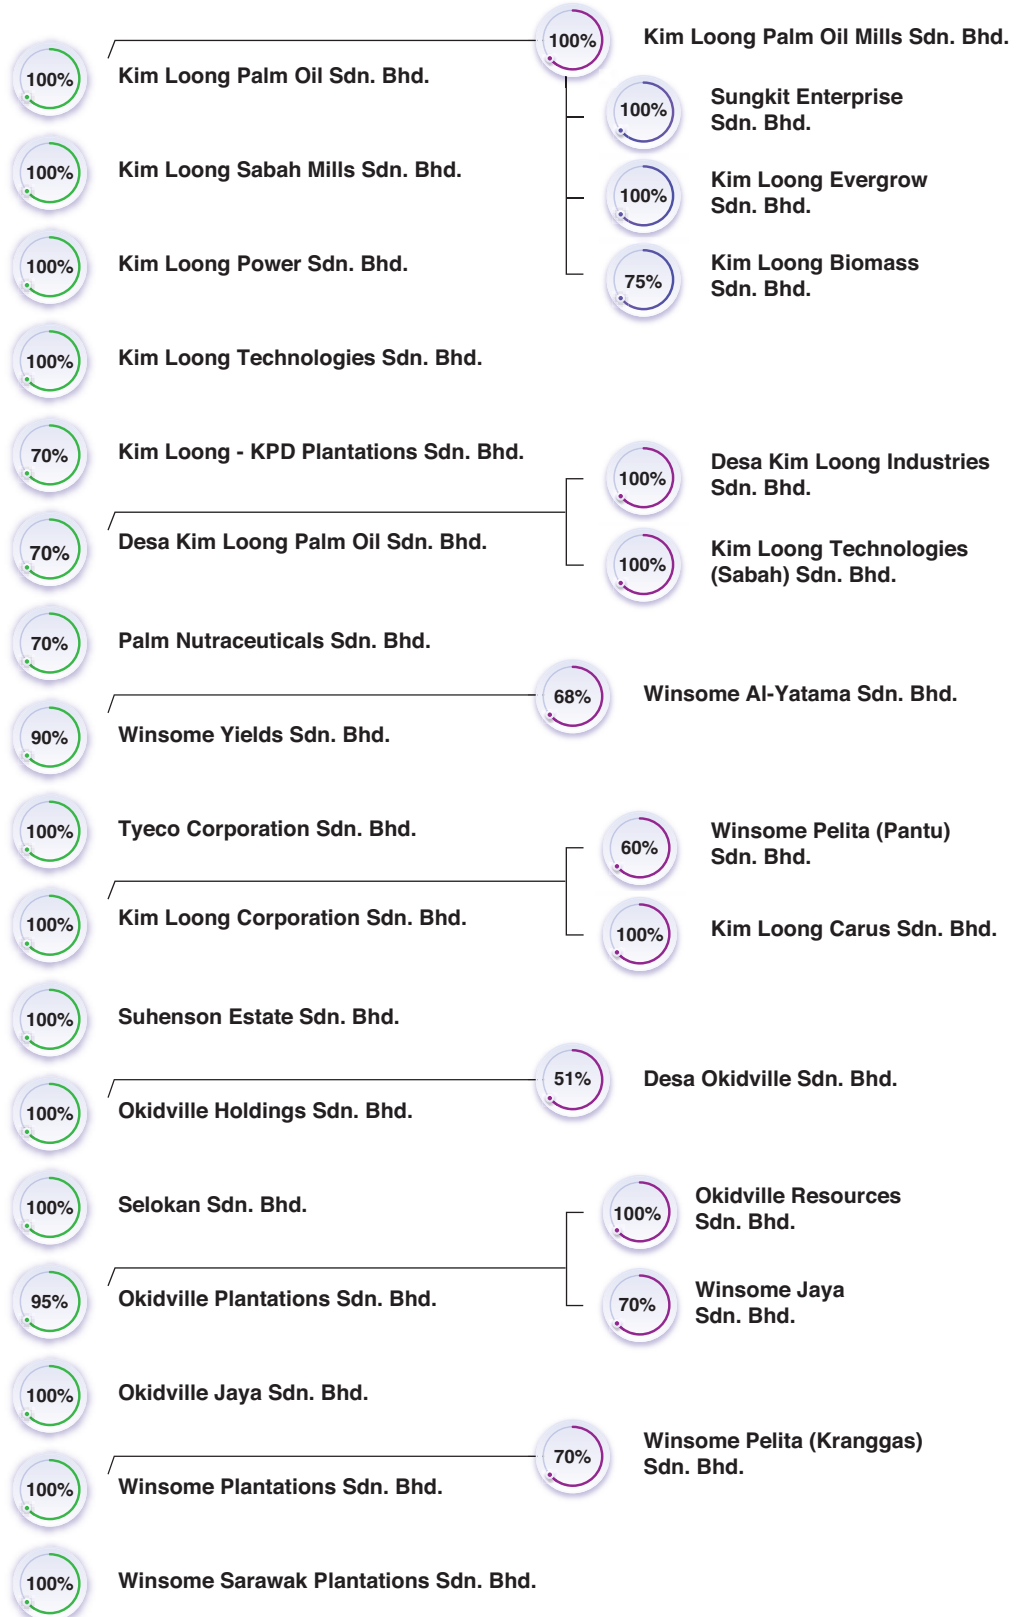 100%
Kim Loong Palm Oil Sdn. Bhd.
100%
Kim Loong Palm Oil Mills Sdn. Bhd.
100%
Sungkit Enterprise
Sdn. Bhd.
100%
Kim Loong Evergrow
Sdn. Bhd.
75%
Kim Loong Biomass
Sdn. Bhd.
100%
Kim Loong Sabah Mills Sdn. Bhd.
100%
Kim Loong Power Sdn. Bhd.
100%
Kim Loong Technologies Sdn. Bhd.
70%
Kim Loong - KPD Plantations Sdn. Bhd.
70%
Desa Kim Loong Palm Oil Sdn. Bhd.
100%
Desa Kim Loong Industries
Sdn. Bhd.
100%
Kim Loong Technologies
(Sabah) Sdn. Bhd.
70%
Palm Nutraceuticals Sdn. Bhd.
90%
Winsome Yields Sdn. Bhd.
68%
Winsome Al-Yatama Sdn. Bhd.
100%
Tyeco Corporation Sdn. Bhd.
100%
Kim Loong Corporation Sdn. Bhd.
60%
Winsome Pelita (Pantu)
Sdn. Bhd.
100%
Kim Loong Carus Sdn. Bhd.
100%
Suhenson Estate Sdn. Bhd.
100%
Okidville Holdings Sdn. Bhd.
51%
Desa Okidville Sdn. Bhd.
100%
Selokan Sdn. Bhd.
95%
Okidville Plantations Sdn. Bhd.
100%
Okidville Resources
Sdn. Bhd.
70%
Winsome Jaya
Sdn. Bhd.
100%
Okidville Jaya Sdn. Bhd.
100%
Winsome Plantations Sdn. Bhd.
70%
Winsome Pelita (Kranggas)
Sdn. Bhd.
100%
Winsome Sarawak Plantations Sdn. Bhd.